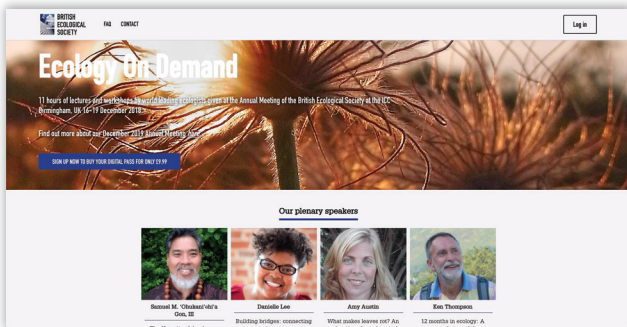 BRITISH
ECOLOGICAL
SOCIETY
FAQ CONTACT
Log in
Ecology On Demand
11 hours of lectures and workshops by world leading ecologists given at the Annual Meeting of the British Ecological Society at the ICC
Birmingham, UK 16-19 December 2018.
Find out more about our December 2019 Annual Meeting here
SIGN UP NOW TO BUY YOUR DIGITAL PASS FOR ONLY £9.99
Our plenary speakers
Samuel M. 'Ohukani'ohi'a
Gon, III
Danielle Lee
Building bridges: connecting
Amy Austin
What makes leaves rot? An
Ken Thompson
12 months in ecology: A